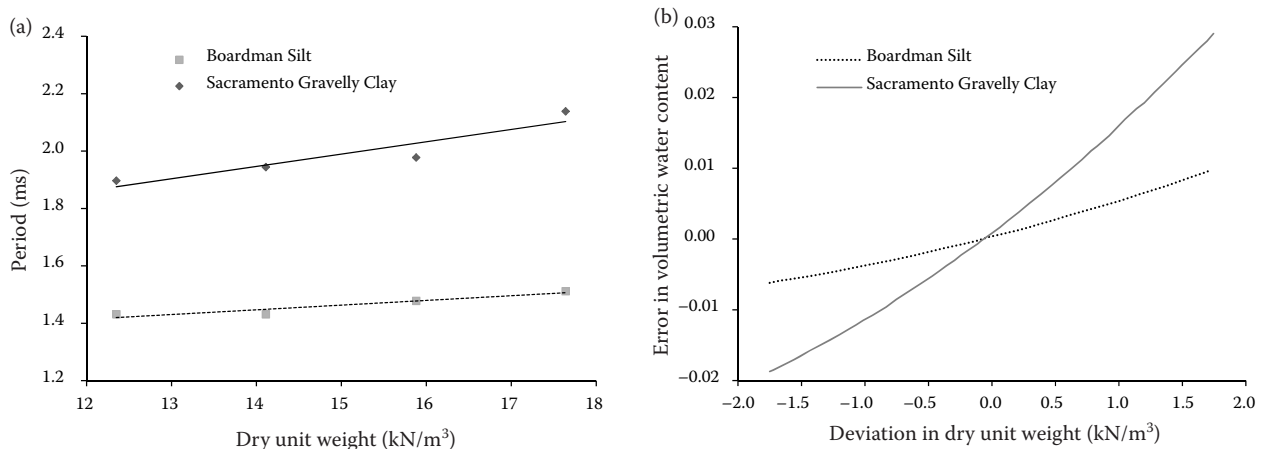 (a)
2.4
2.2
2.0
1.8
1.6
1.4
1.2
Period (ms)
Boardman Silt
Sacramento Gravelly Clay
12 13 14 15 16 17 18
Dry unit weight (kN/m³)
(b)
0.03
0.02
0.01
0.00
−0.01
−0.02
Error in volumetric water content
Boardman Silt
Sacramento Gravelly Clay
−2.0 −1.5 −1.0 −0.5 0.0 0.5 1.0 1.5 2.0
Deviation in dry unit weight (kN/m³)